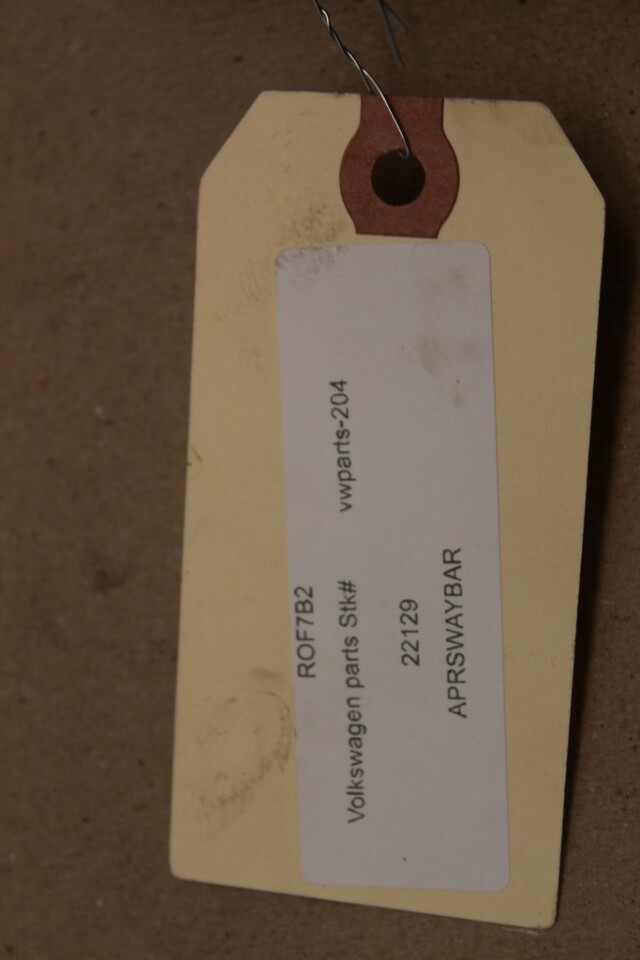 ROF7B2
Volkswagen parts Stk# vwparts-204
22129
APRSWAYBAR